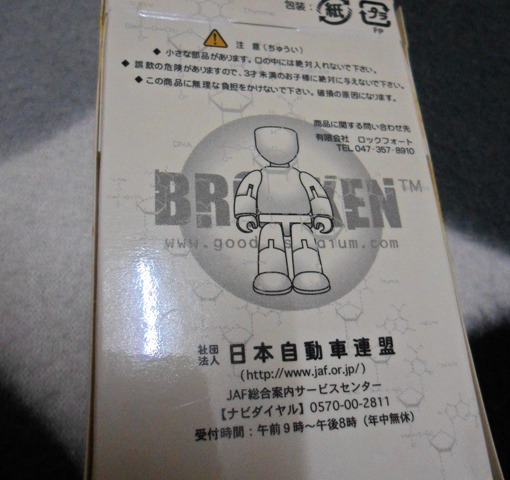 包装: 紙 プラ
PP
注 意 (ちゅうい)
◆ 小さな部品があります。口の中には絶対入れないで下さい。
◆ 誤飲の危険がありますので、3才未満のお子様に絶対に与えないで下さい。
◆ この商品に無理な負担をかけないで下さい。破損の原因になります。
商品に関する問い合わせ先
有限会社 ロックフォート
TEL 047-357-8910
™
社団法人 日本自動車連盟
(http://www.jaf.or.jp/)
JAF総合案内サービスセンター
【ナビダイヤル】0570-00-2811
受付時間:午前9時〜午後8時(年中無休)